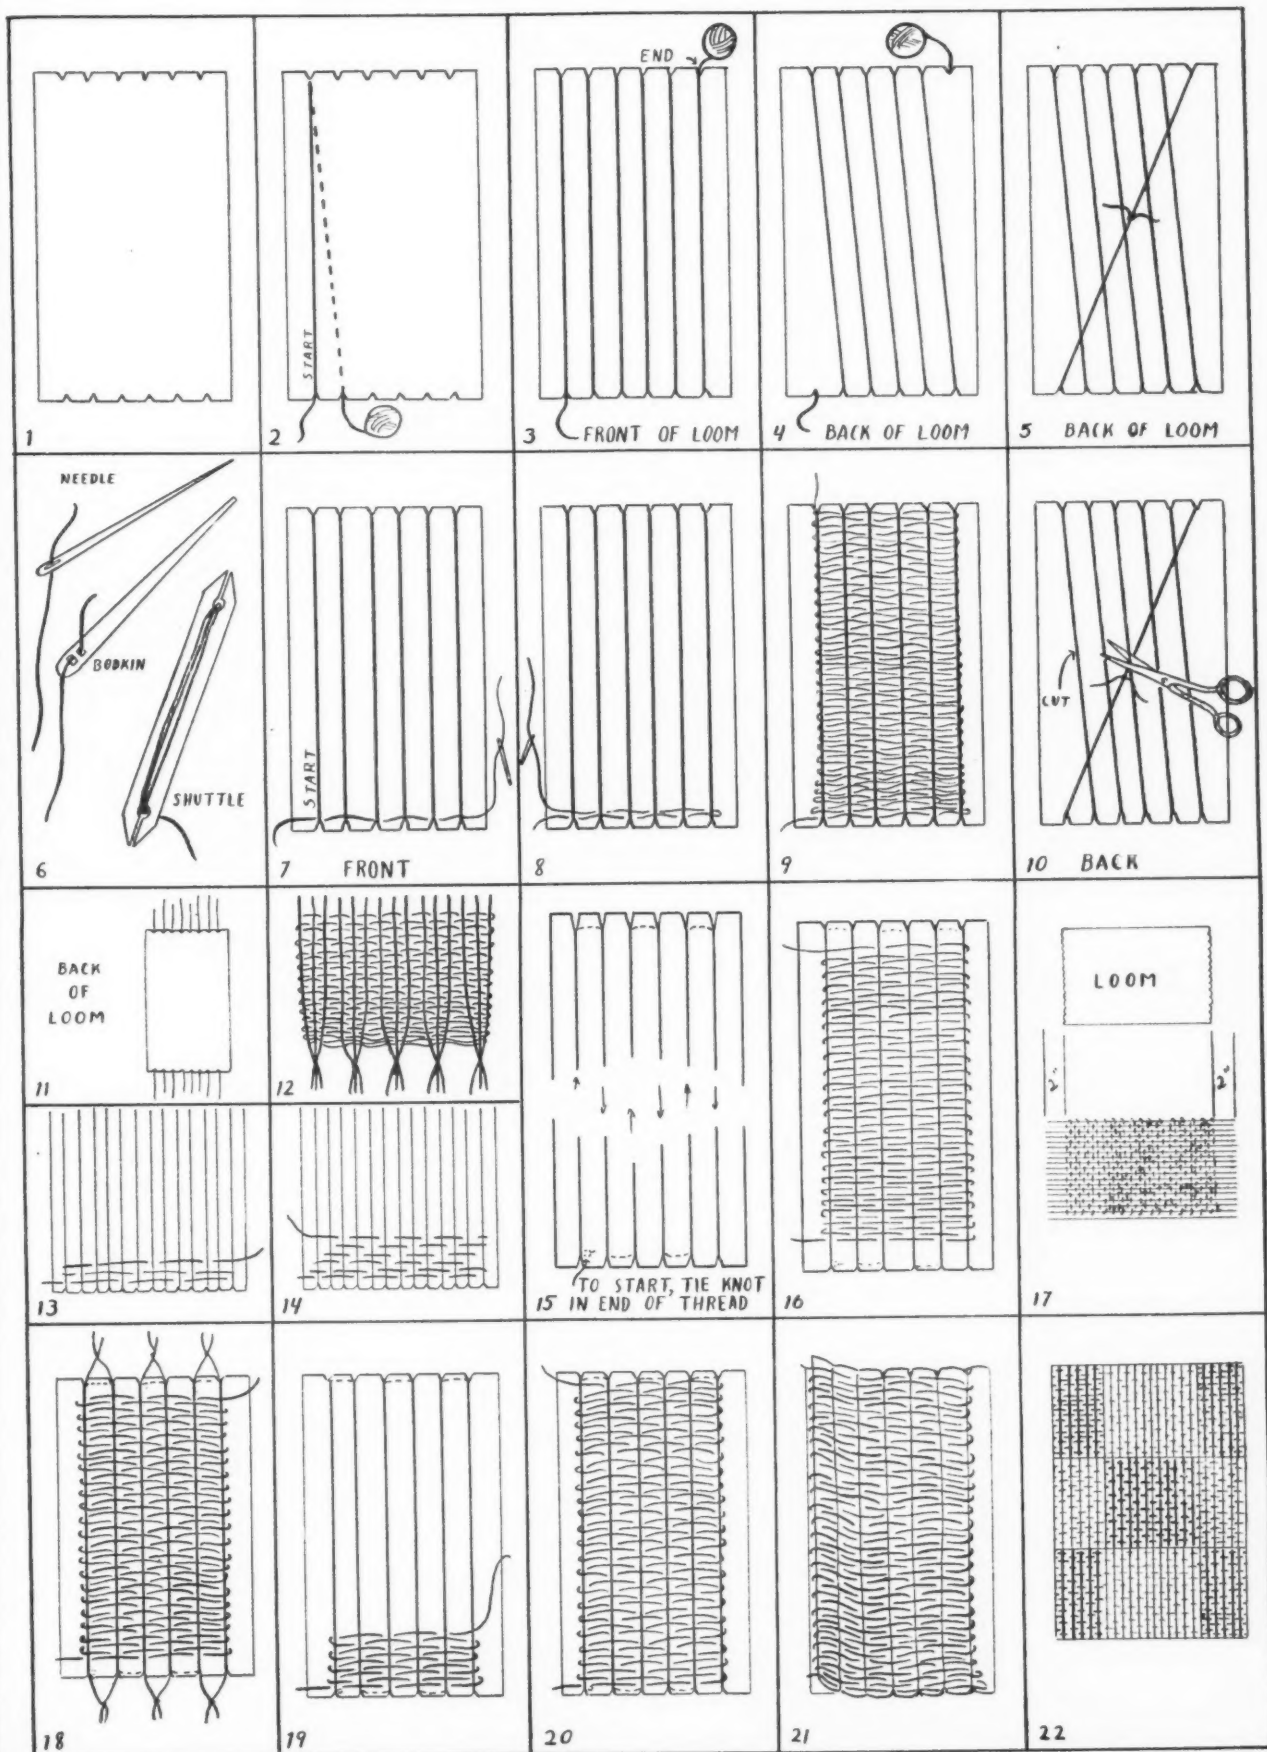 1
START
2
END
3 FRONT OF LOOM
4 BACK OF LOOM
5 BACK OF LOOM
NEEDLE
BODKIN
SHUTTLE
6
START
7 FRONT
8
9
CUT
10 BACK
BACK
OF
LOOM
11
12
13
14
TO START, TIE KNOT
15 IN END OF THREAD
16
LOOM
2" 2"
17
18
19
20
21
22